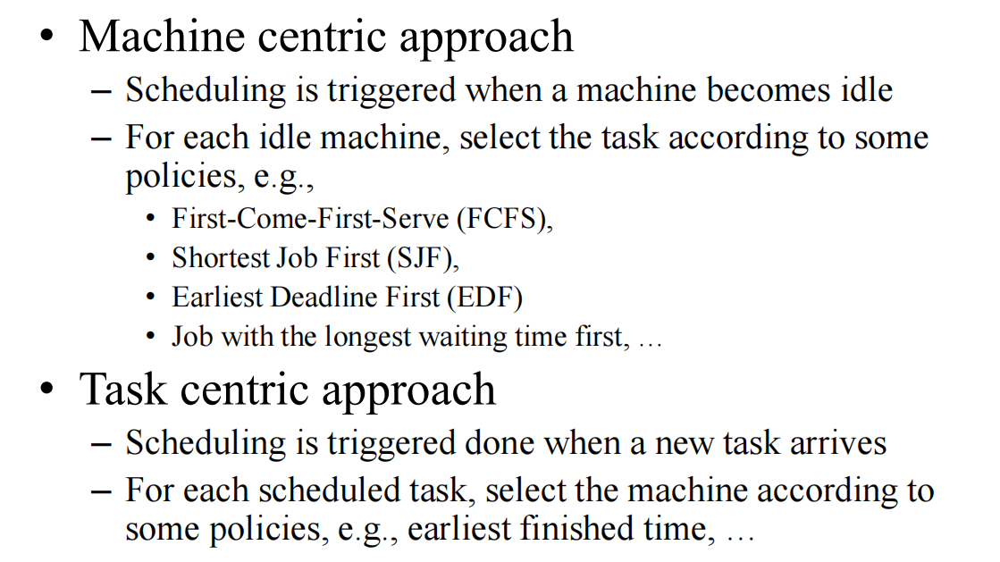 • Machine centric approach
– Scheduling is triggered when a machine becomes idle
– For each idle machine, select the task according to some
policies, e.g.,
• First-Come-First-Serve (FCFS),
• Shortest Job First (SJF),
• Earliest Deadline First (EDF)
• Job with the longest waiting time first, …
• Task centric approach
– Scheduling is triggered done when a new task arrives
– For each scheduled task, select the machine according to
some policies, e.g., earliest finished time, …